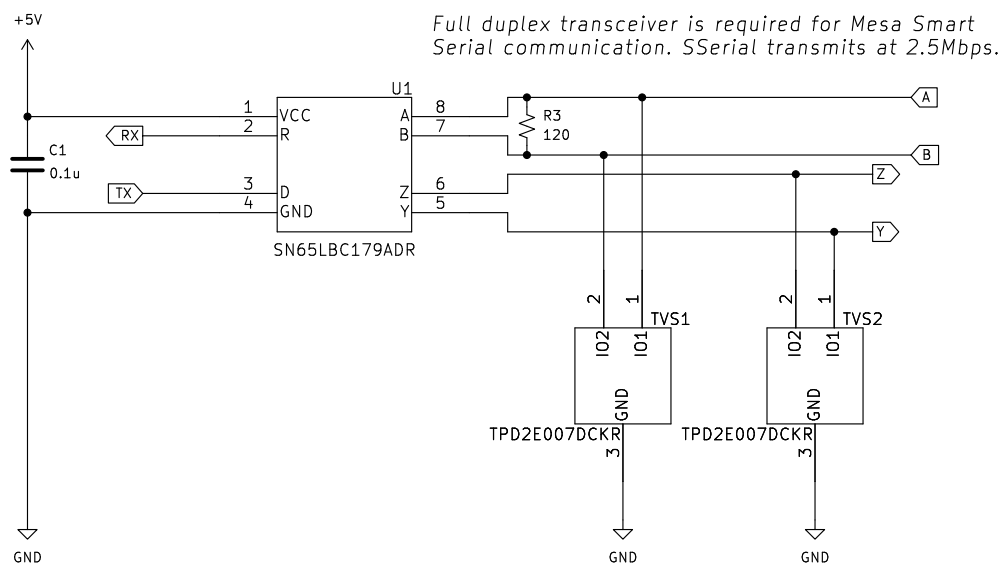 +5V
Full duplex transceiver is required for Mesa Smart
Serial communication. SSerial transmits at 2.5Mbps.
U1
1 VCC A 8
2 R B 7
RX
R3
120
A
B
C1
0.1u
TX
3 D Z 6
4 GND Y 5
Z
Y
SN65LBC179ADR
2 1 2 1
TVS1 TVS2
IO2 IO1 IO2 IO1
GND GND
TPD2E007DCKR TPD2E007DCKR
3 3
GND GND GND